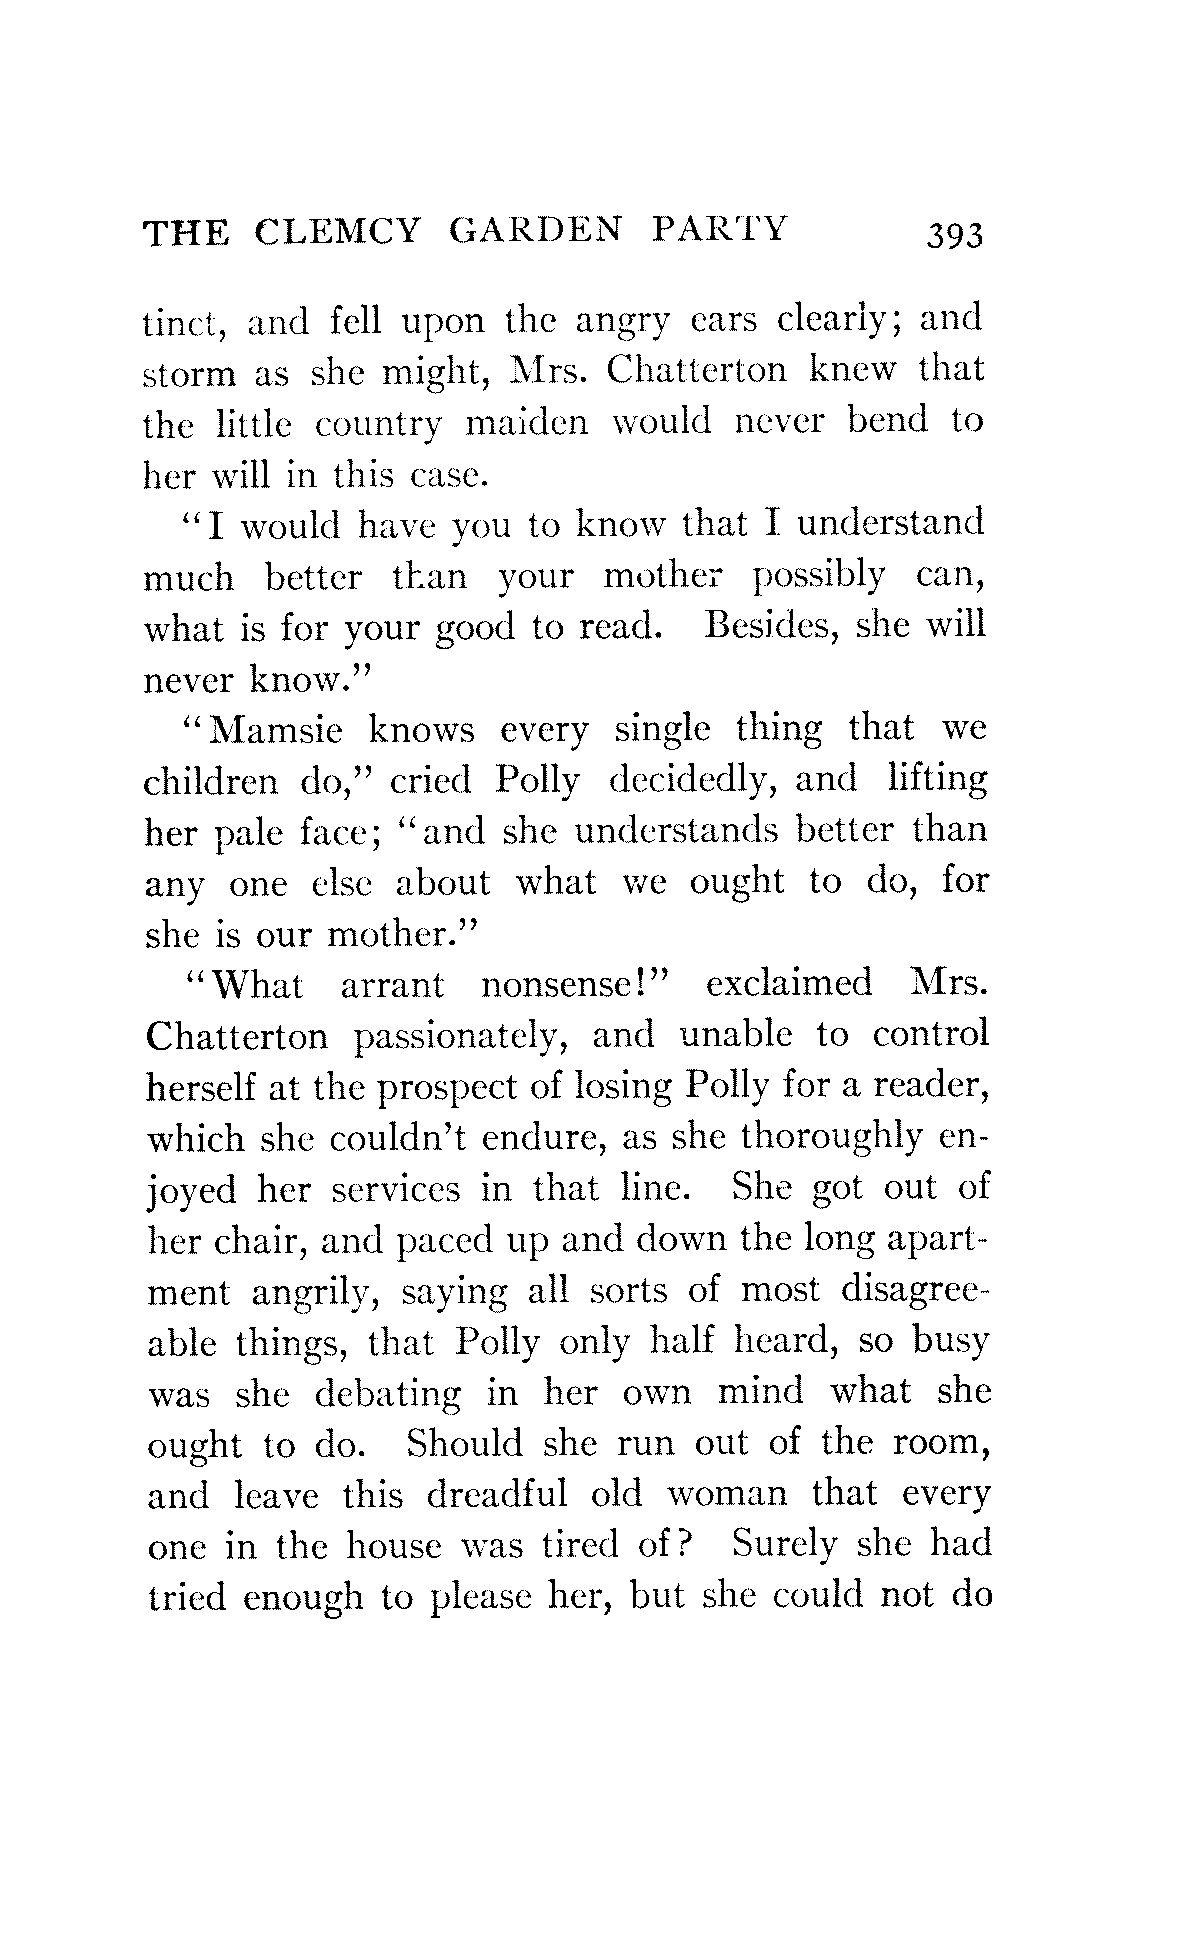 THE CLEMCY GARDEN PARTY 393
tinct, and fell upon the angry ears clearly; and
storm as she might, Mrs. Chatterton knew that
the little country maiden would never bend to
her will in this case.
"I would have you to know that I understand
much better than your mother possibly can,
what is for your good to read. Besides, she will
never know."
"Mamsie knows every single thing that we
children do," cried Polly decidedly, and lifting
her pale face; "and she understands better than
any one else about what we ought to do, for
she is our mother."
"What arrant nonsense!" exclaimed Mrs.
Chatterton passionately, and unable to control
herself at the prospect of losing Polly for a reader,
which she couldn't endure, as she thoroughly en-
joyed her services in that line. She got out of
her chair, and paced up and down the long apart-
ment angrily, saying all sorts of most disagree-
able things, that Polly only half heard, so busy
was she debating in her own mind what she
ought to do. Should she run out of the room,
and leave this dreadful old woman that every
one in the house was tired of? Surely she had
tried enough to please her, but she could not do